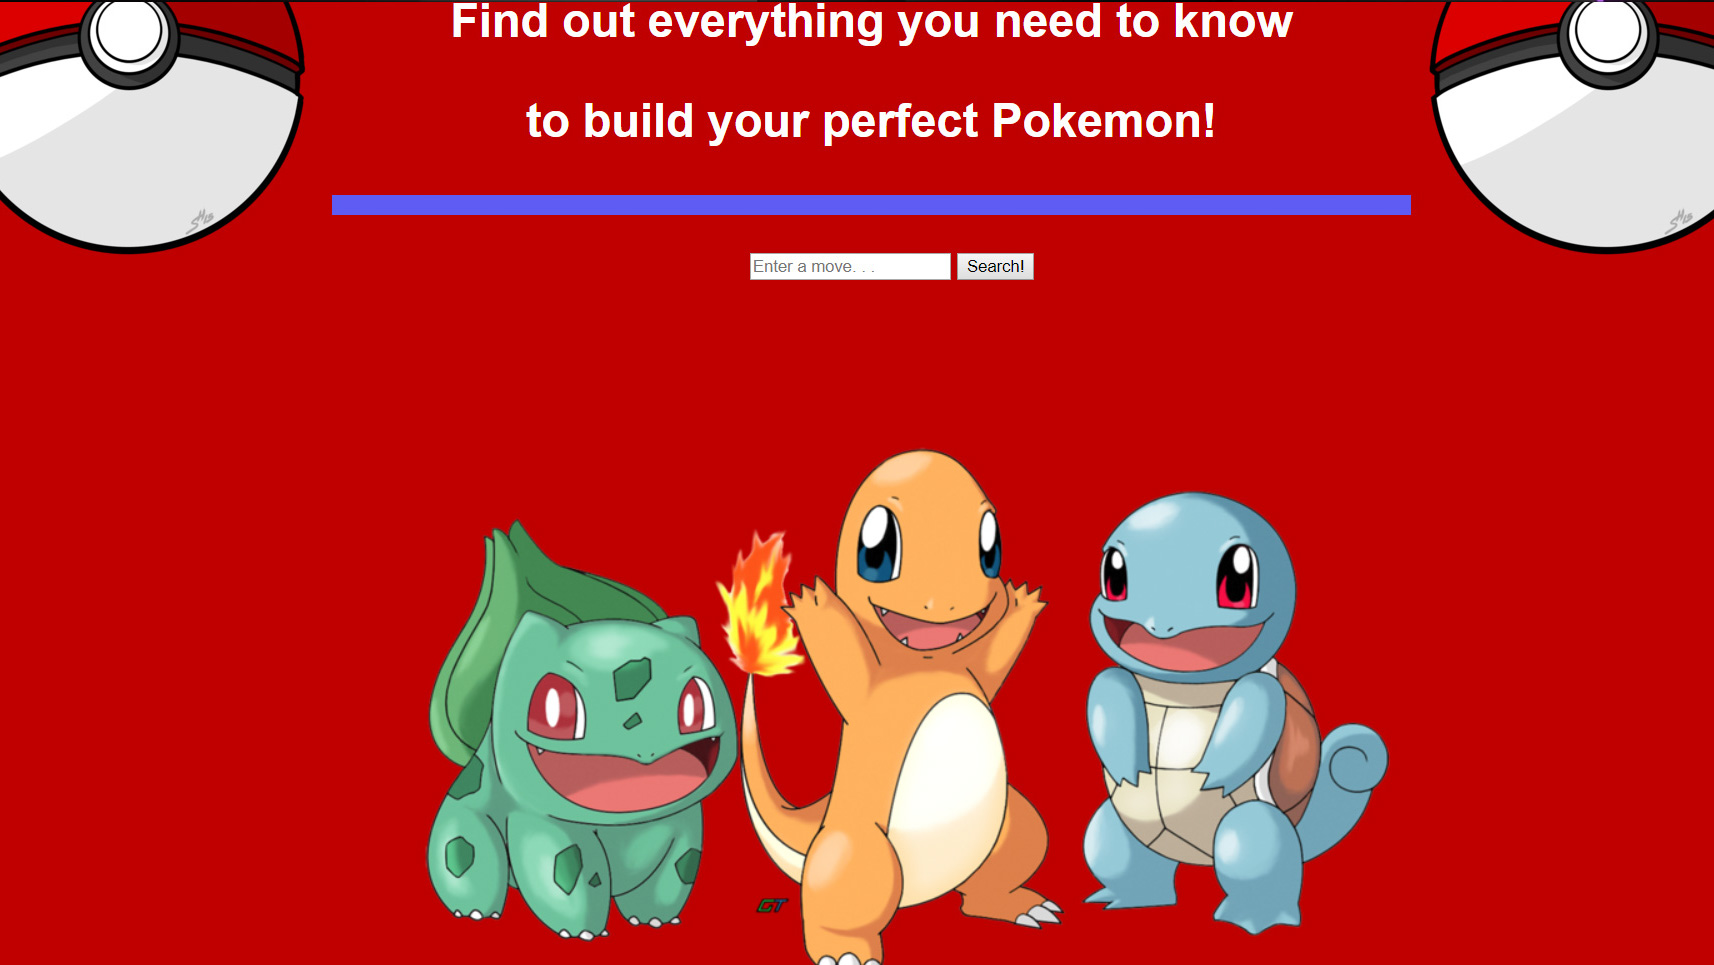 Find out everything you need to know
to build your perfect Pokemon!
Enter a move. . .
Search!
GT